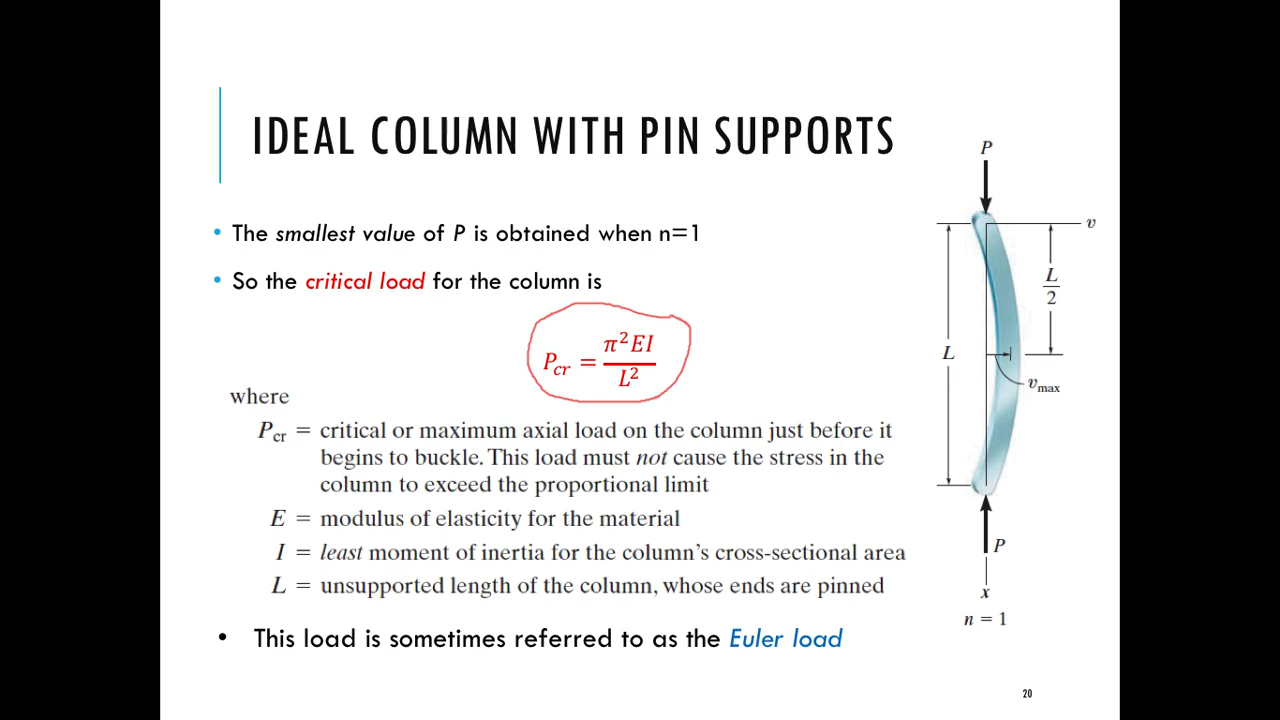 IDEAL COLUMN WITH PIN SUPPORTS
• The smallest value of P is obtained when n=1
• So the critical load for the column is
P_cr = π²EI / L²
where
P_cr = critical or maximum axial load on the column just before it
begins to buckle. This load must not cause the stress in the
column to exceed the proportional limit
E = modulus of elasticity for the material
I = least moment of inertia for the column's cross-sectional area
L = unsupported length of the column, whose ends are pinned
• This load is sometimes referred to as the Euler load
P
v
L/2
L
v_max
P
x
n = 1
20